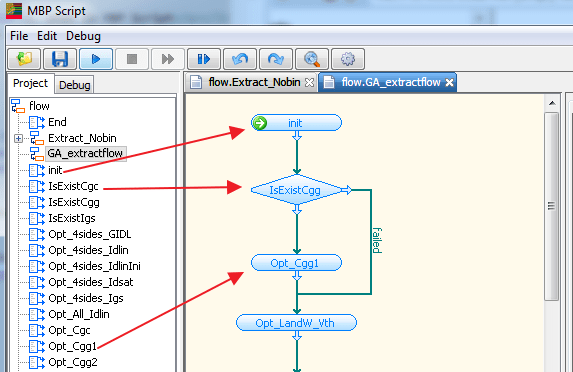 MBP Script
File Edit Debug
Project Debug
flow.Extract_Nobin flow.GA_extractflow
flow
End
Extract_Nobin
GA_extractflow
init
IsExistCgc
IsExistCgg
IsExistIgs
Opt_4sides_GIDL
Opt_4sides_Idlin
Opt_4sides_IdlinIni
Opt_4sides_Idsat
Opt_4sides_Igs
Opt_All_Idlin
Opt_Cgc
Opt_Cgg1
Opt_Cgg2
init
IsExistCgg
failed
Opt_Cgg1
Opt_LandW_Vth